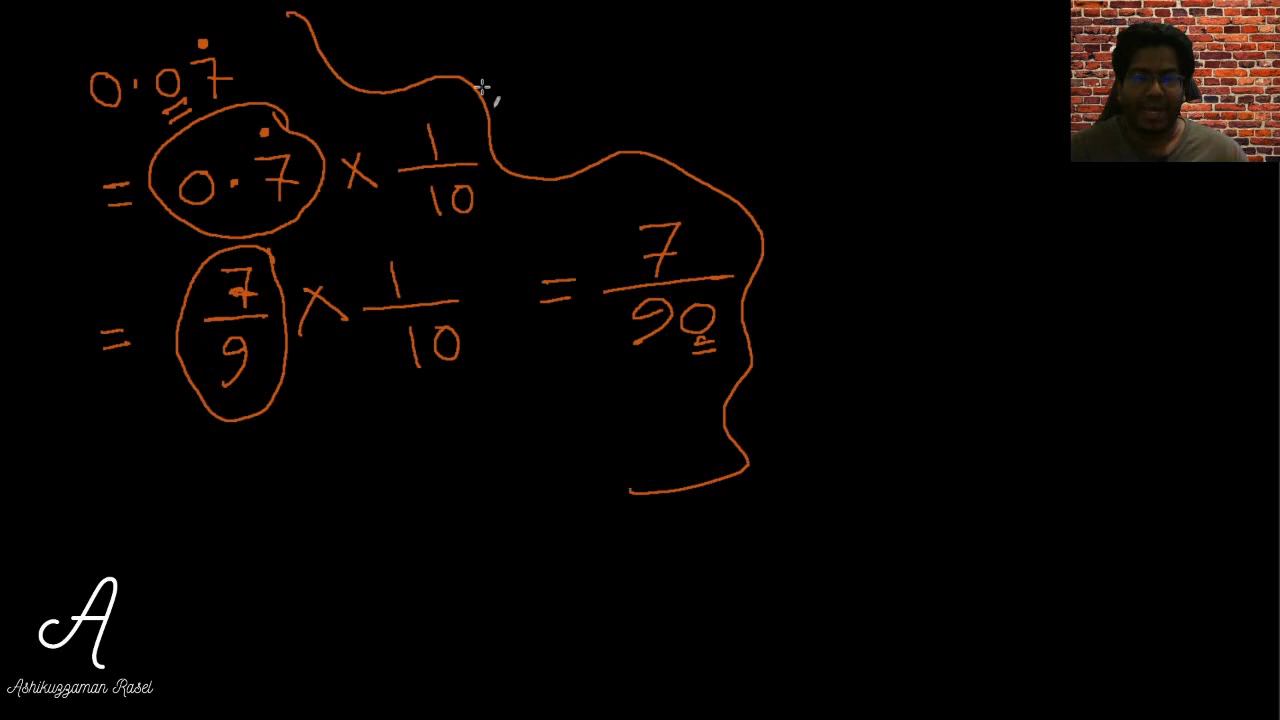 0.07̇
= 0.7̇ × 1/10
= 7/9 × 1/10 = 7/90
A
Ashikuzzaman Rasel